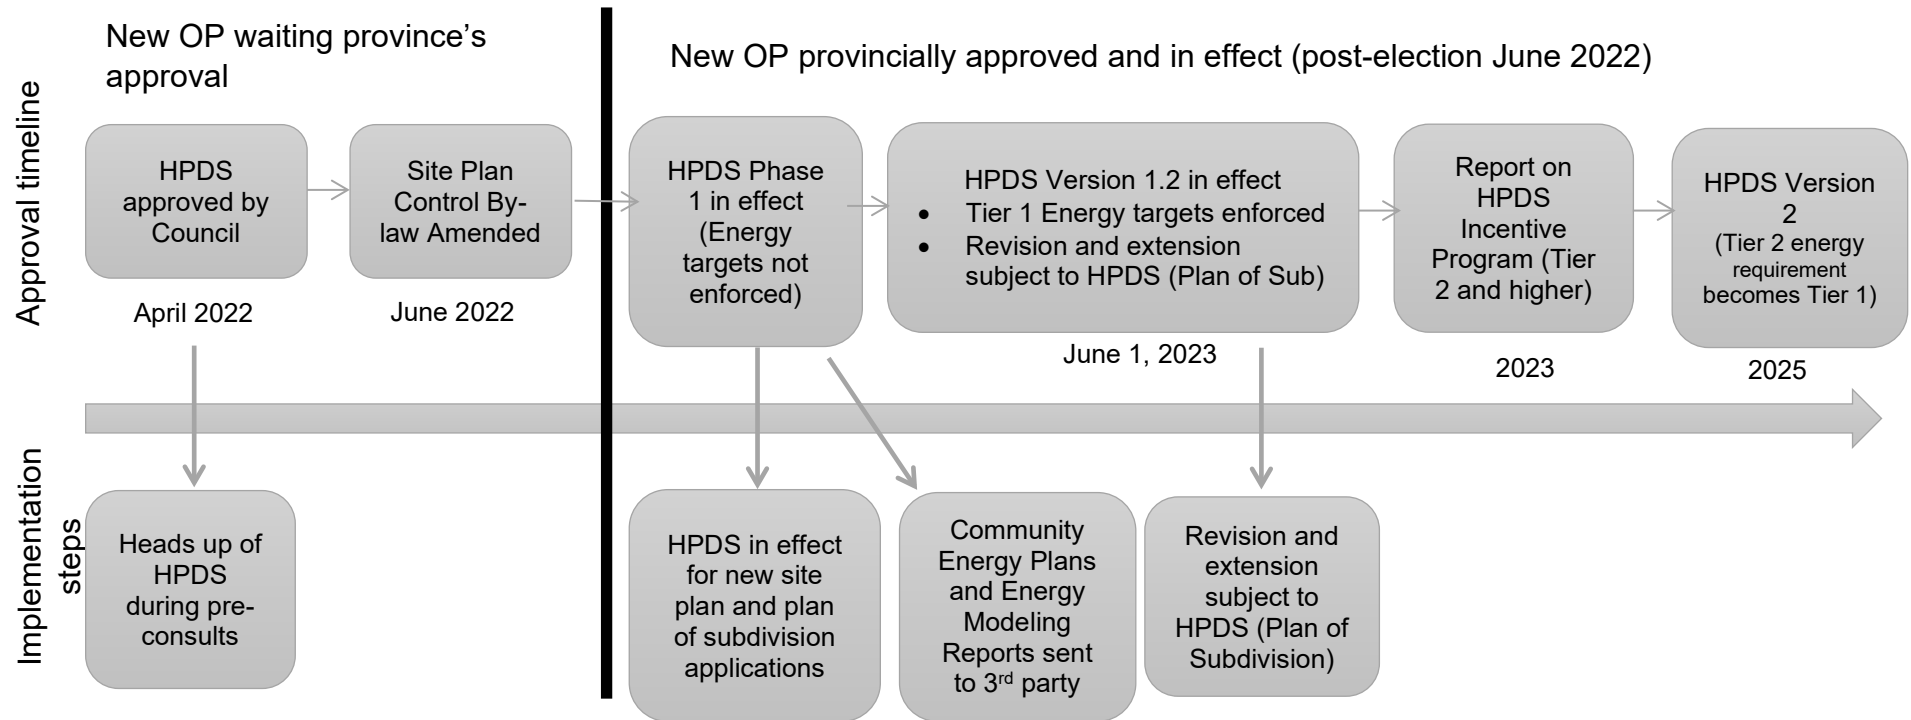 New OP waiting province’s
approval
New OP provincially approved and in effect (post-election June 2022)
Approval timeline
HPDS
approved by
Council
Site Plan
Control By-
law Amended
HPDS Phase
1 in effect
(Energy
targets not
enforced)
HPDS Version 1.2 in effect
• Tier 1 Energy targets enforced
• Revision and extension
subject to HPDS (Plan of Sub)
Report on
HPDS
Incentive
Program (Tier
2 and higher)
HPDS Version
2
(Tier 2 energy
requirement
becomes Tier 1)
April 2022
June 2022
June 1, 2023
2023
2025
Implementation
steps
Heads up of
HPDS
during pre-
consults
HPDS in effect
for new site
plan and plan
of subdivision
applications
Community
Energy Plans
and Energy
Modeling
Reports sent
to 3rd party
Revision and
extension
subject to
HPDS (Plan of
Subdivision)